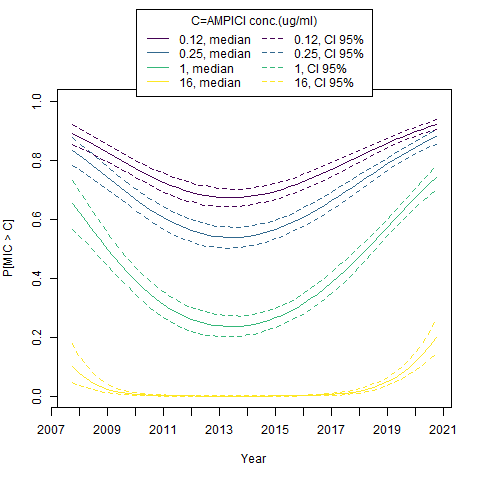 C=AMPICI conc.(ug/ml)
0.12, median 0.12, CI 95%
0.25, median 0.25, CI 95%
1, median 1, CI 95%
16, median 16, CI 95%
1.0
0.8
0.6
0.4
0.2
0.0
P[MIC > C]
2007 2009 2011 2013 2015 2017 2019 2021
Year